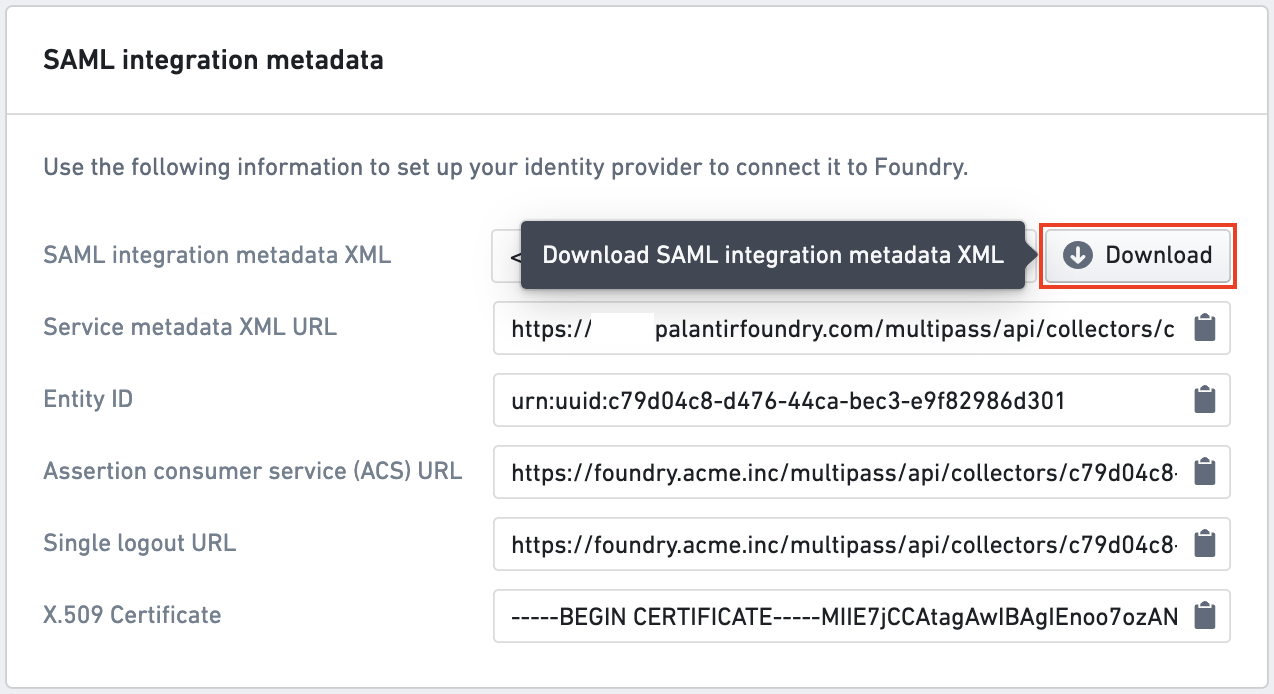 SAML integration metadata
Use the following information to set up your identity provider to connect it to Foundry.
SAML integration metadata XML < Download SAML integration metadata XML Download
Service metadata XML URL https:// palantirfoundry.com/multipass/api/collectors/c
Entity ID urn:uuid:c79d04c8-d476-44ca-bec3-e9f82986d301
Assertion consumer service (ACS) URL https://foundry.acme.inc/multipass/api/collectors/c79d04c8-
Single logout URL https://foundry.acme.inc/multipass/api/collectors/c79d04c8-
X.509 Certificate -----BEGIN CERTIFICATE-----MIIE7jCCAtagAwIBAgIEnoo7ozAN